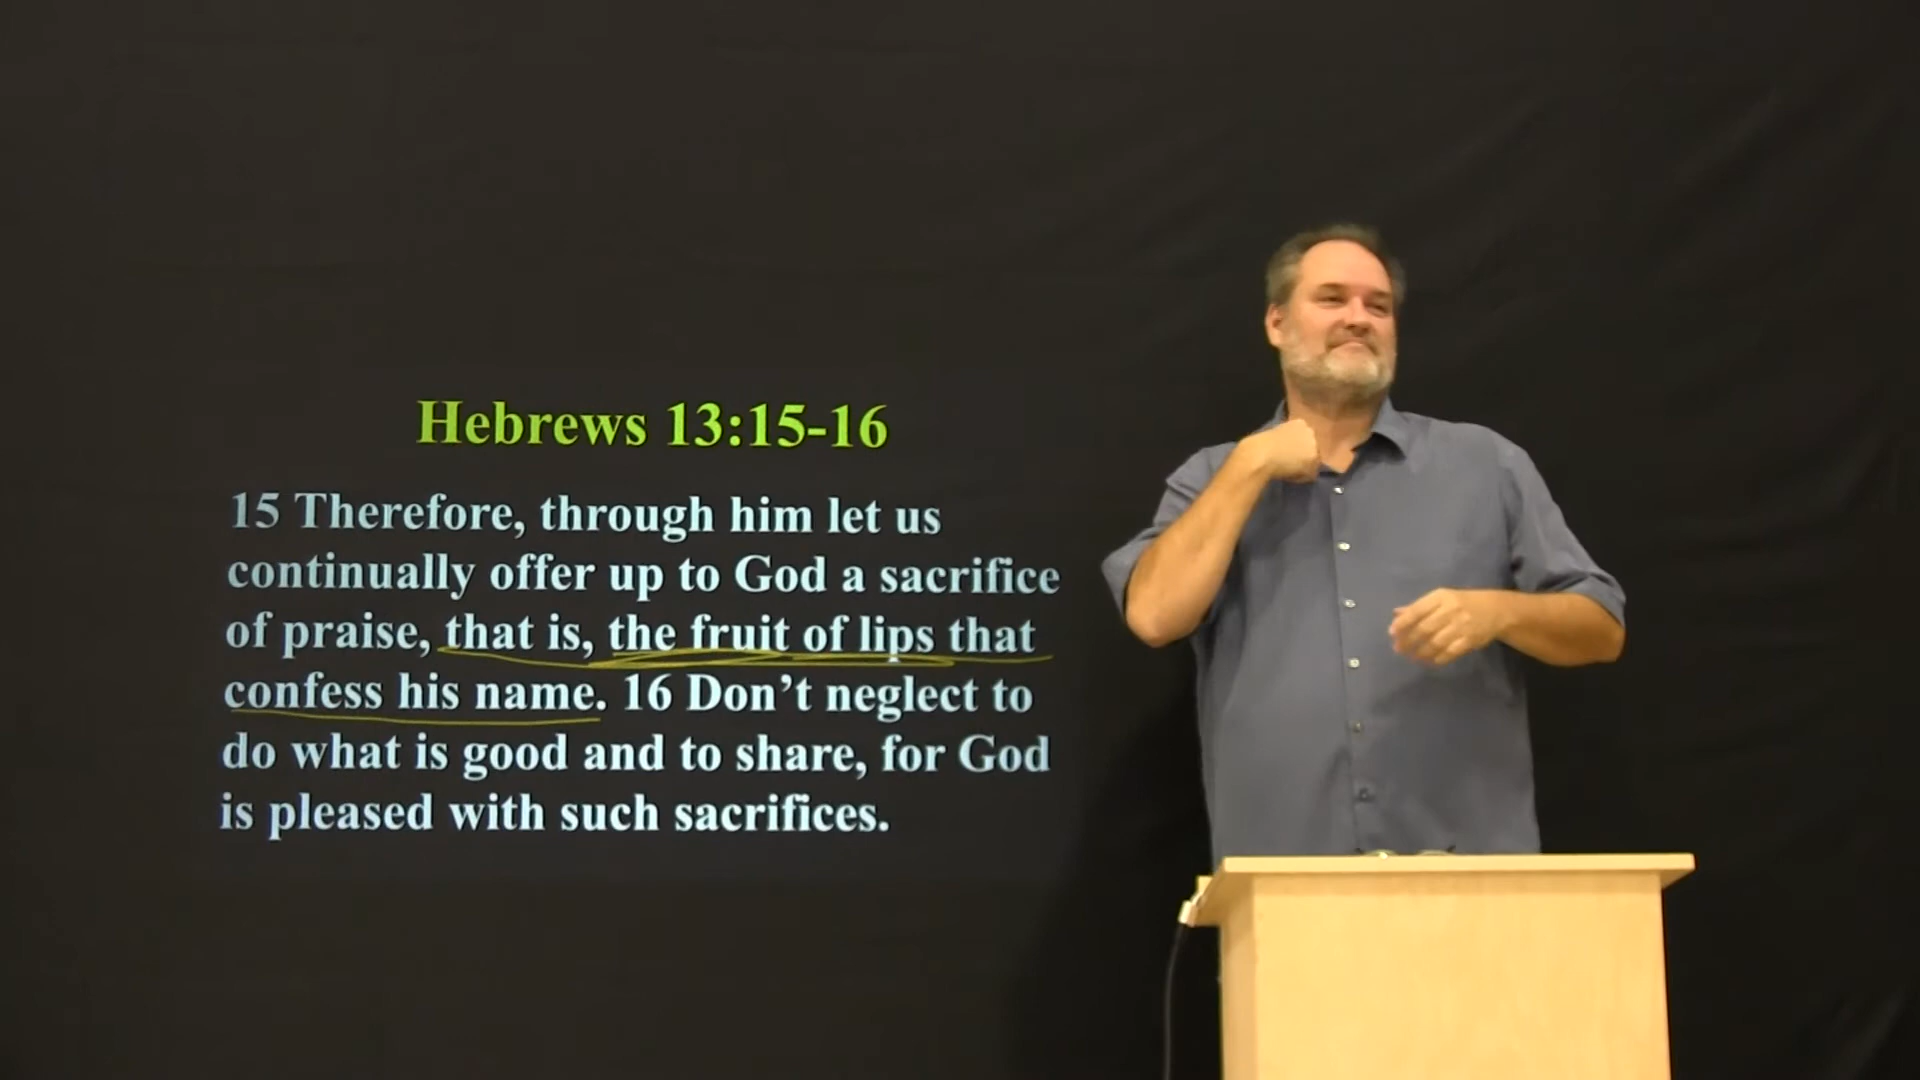 Hebrews 13:15-16
15 Therefore, through him let us
continually offer up to God a sacrifice
of praise, that is, the fruit of lips that
confess his name. 16 Don’t neglect to
do what is good and to share, for God
is pleased with such sacrifices.